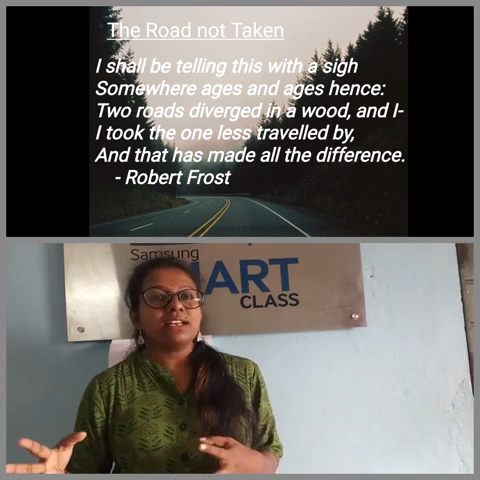 The Road not Taken
I shall be telling this with a sigh
Somewhere ages and ages hence:
Two roads diverged in a wood, and I-
I took the one less travelled by,
And that has made all the difference.
- Robert Frost
Samsung
ART
CLASS